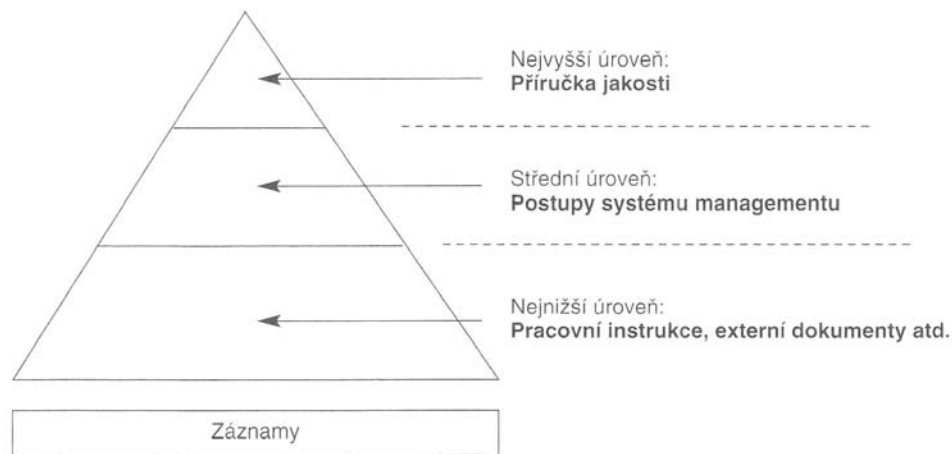 Nejvyšší úroveň:
Příručka jakosti
Střední úroveň:
Postupy systému managementu
Nejnižší úroveň:
Pracovní instrukce, externí dokumenty atd.
Záznamy